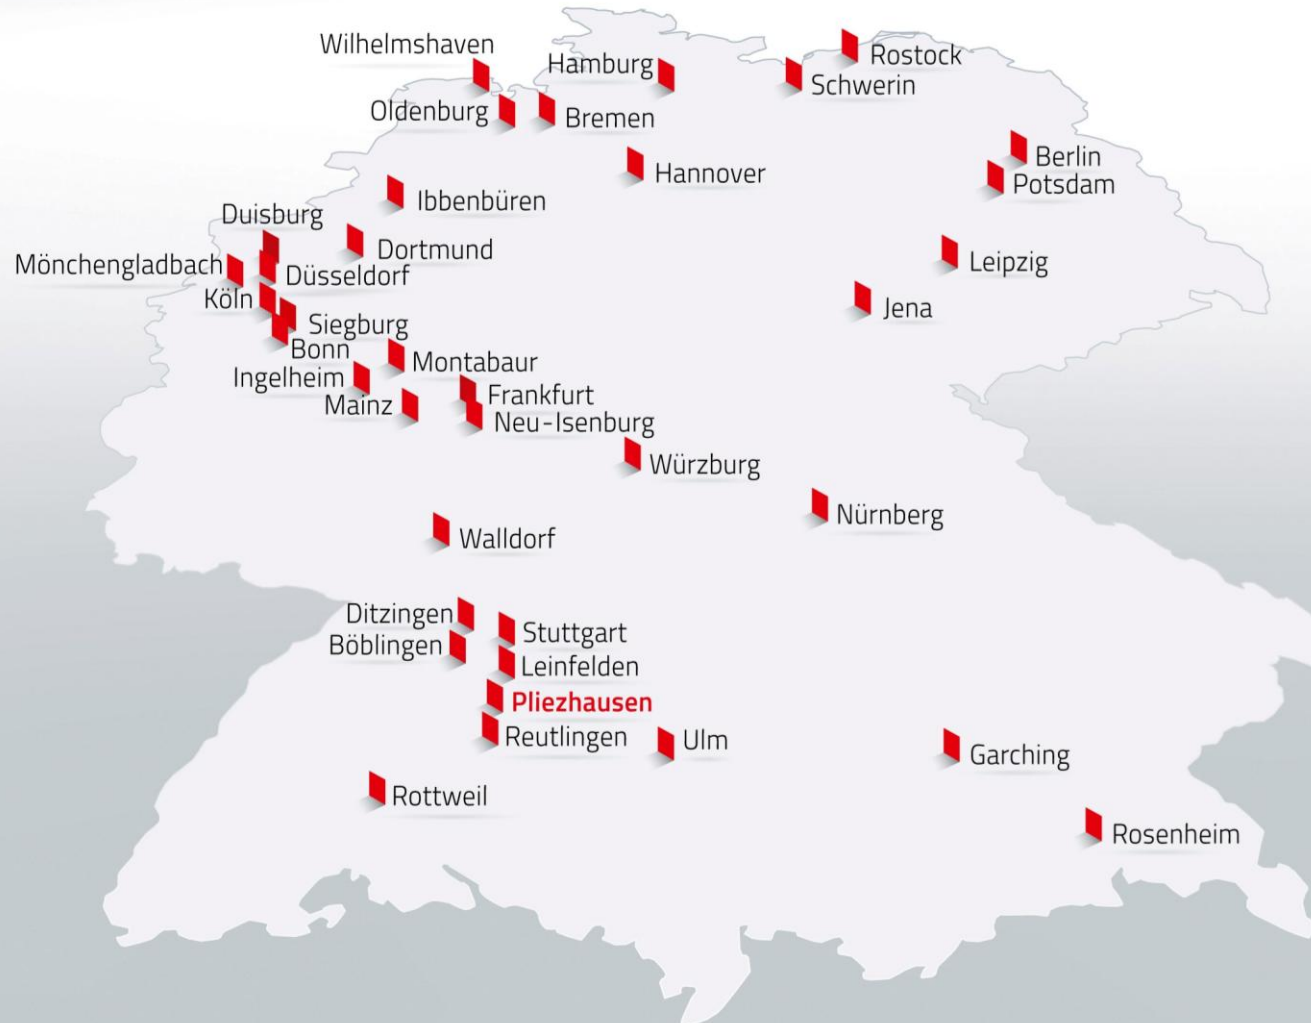 Wilhelmshaven
Hamburg
Rostock
Schwerin
Oldenburg
Bremen
Berlin
Hannover
Potsdam
Ibbenbüren
Duisburg
Dortmund
Mönchengladbach
Düsseldorf
Leipzig
Köln
Jena
Siegburg
Bonn
Montabaur
Ingelheim
Frankfurt
Mainz
Neu-Isenburg
Würzburg
Nürnberg
Walldorf
Ditzingen
Stuttgart
Böblingen
Leinfelden
Pliezhausen
Reutlingen
Ulm
Garching
Rottweil
Rosenheim